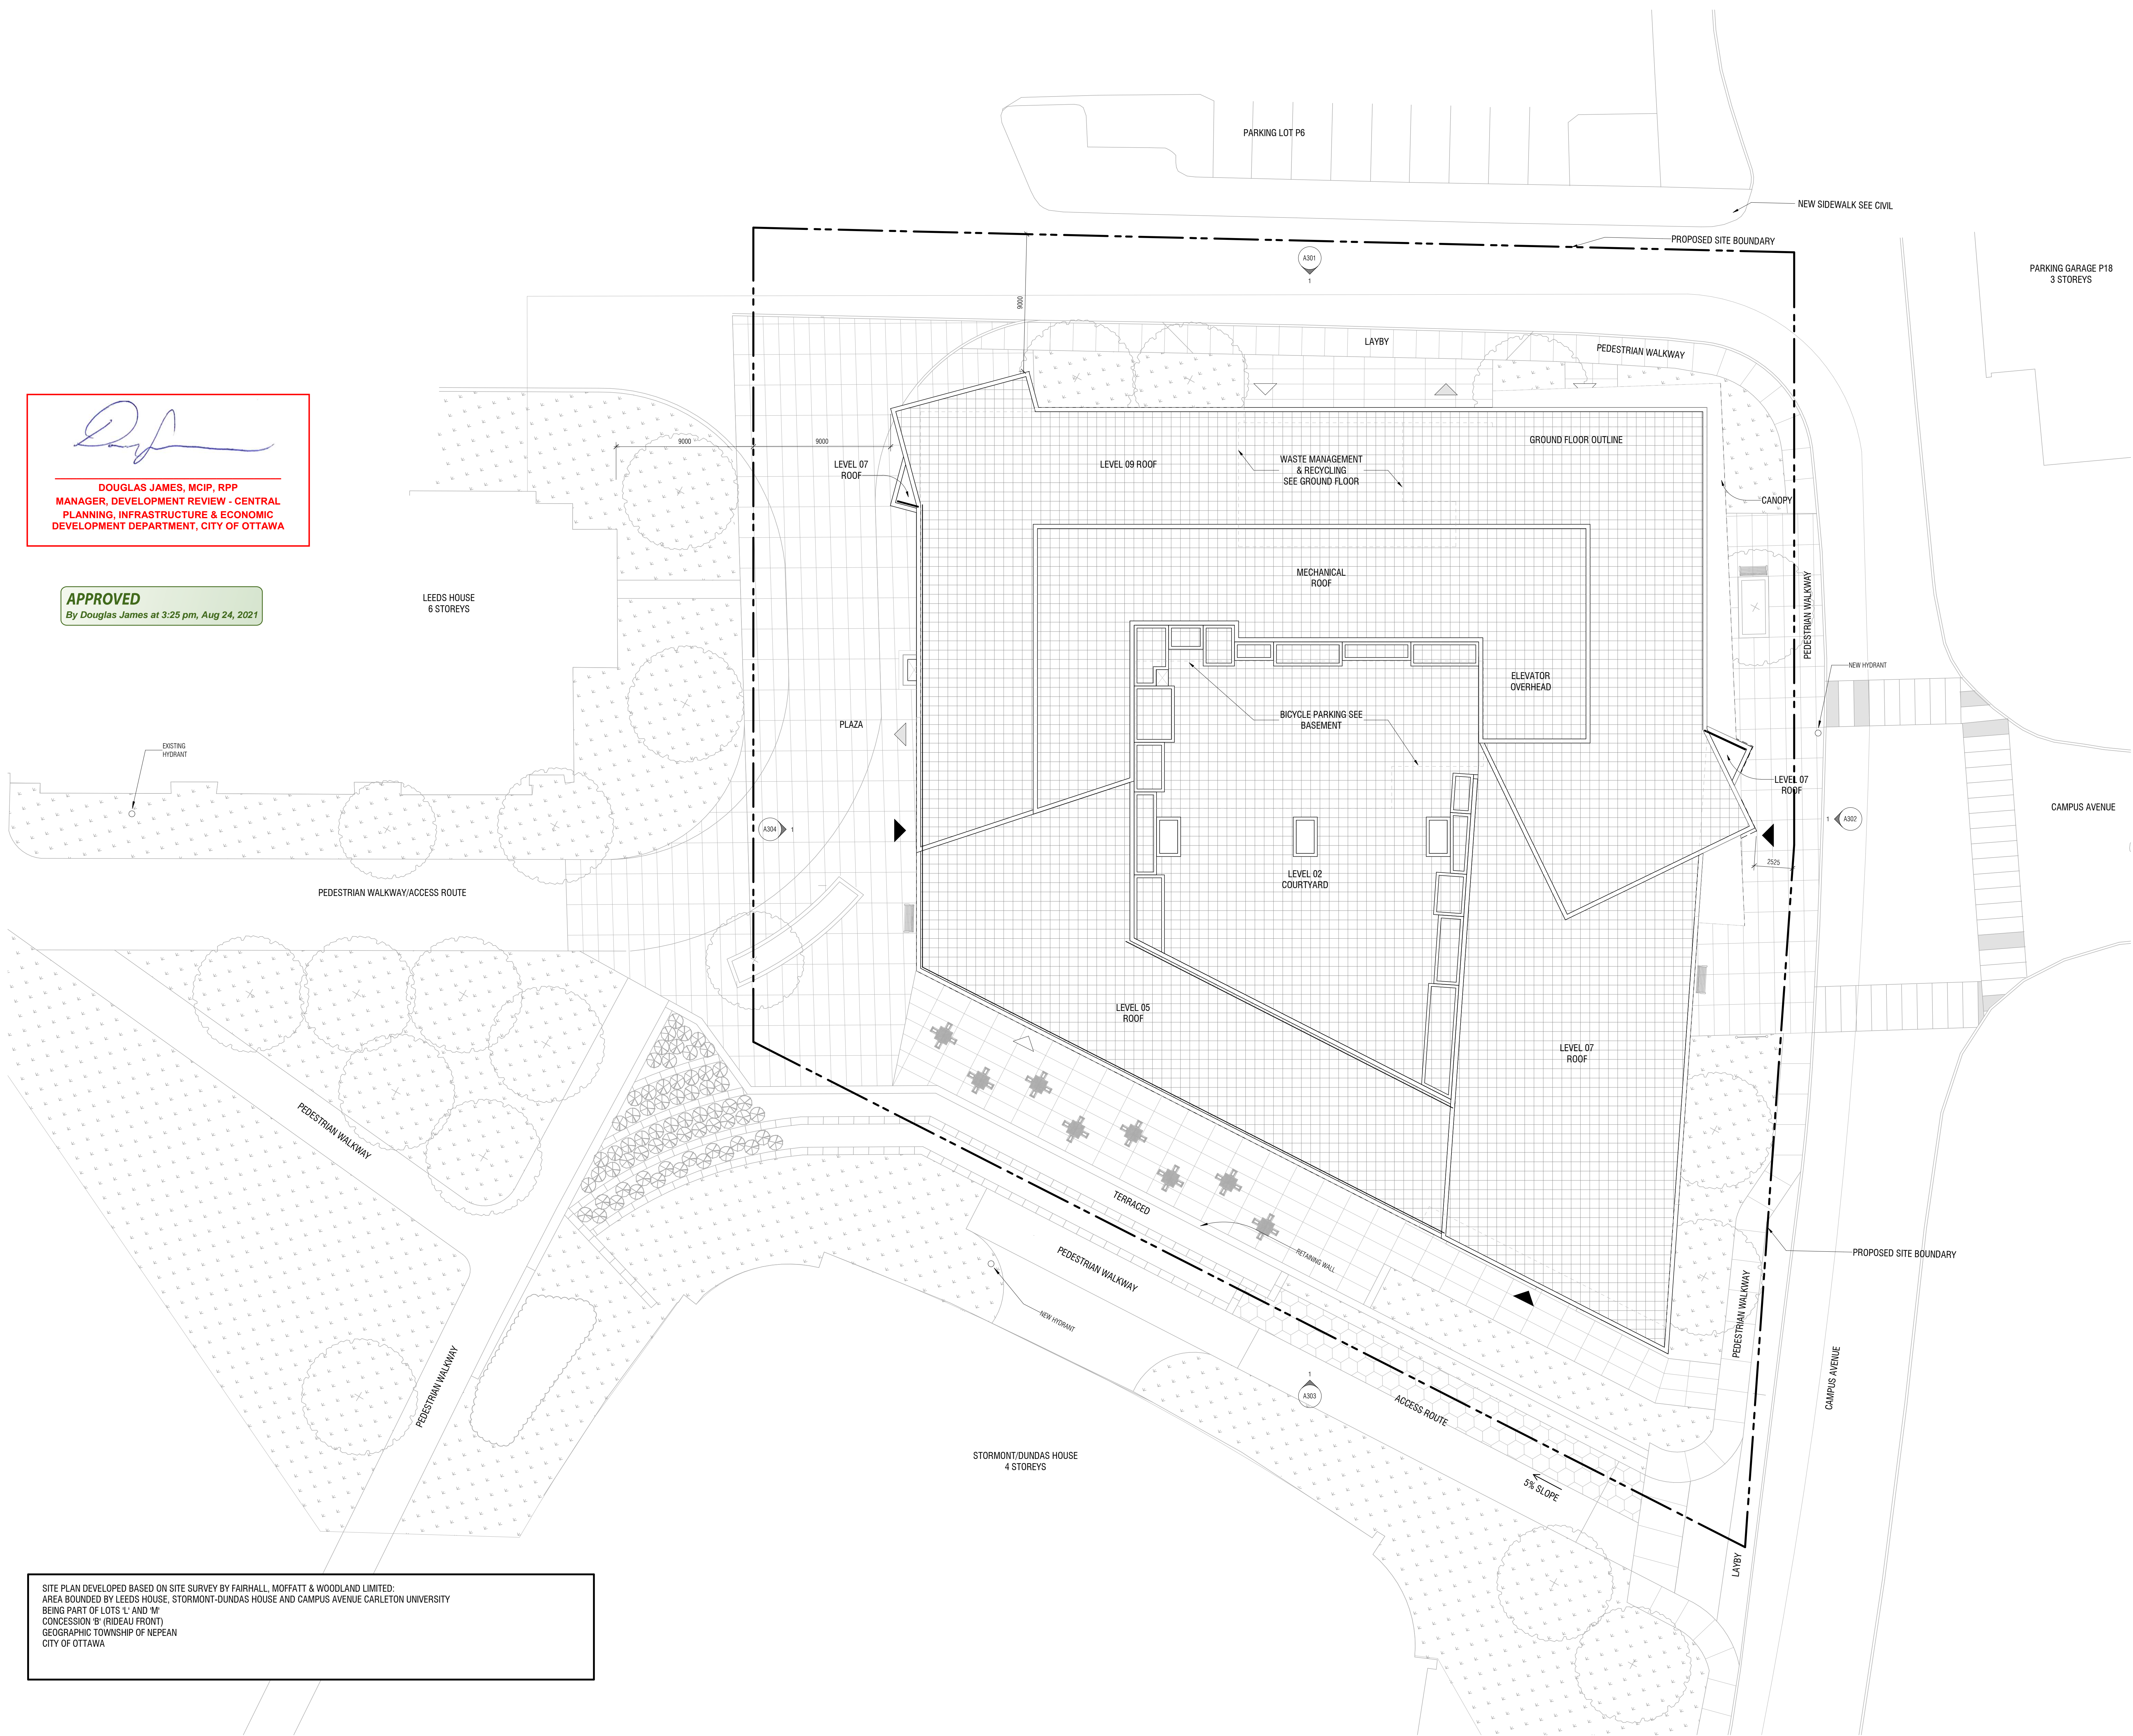 PARKING LOT P6
NEW SIDEWALK SEE CIVIL
PROPOSED SITE BOUNDARY
A301
1
PARKING GARAGE P18
3 STOREYS
9000
LAYBY
PEDESTRIAN WALKWAY
DOUGLAS JAMES, MCIP, RPP
MANAGER, DEVELOPMENT REVIEW - CENTRAL
PLANNING, INFRASTRUCTURE & ECONOMIC
DEVELOPMENT DEPARTMENT, CITY OF OTTAWA
9000
9000
LEVEL 07
ROOF
LEVEL 09 ROOF
WASTE MANAGEMENT
& RECYCLING
SEE GROUND FLOOR
GROUND FLOOR OUTLINE
CANOPY
APPROVED
By Douglas James at 3:25 pm, Aug 24, 2021
LEEDS HOUSE
6 STOREYS
MECHANICAL
ROOF
PEDESTRIAN WALKWAY
NEW HYDRANT
ELEVATOR
OVERHEAD
BICYCLE PARKING SEE
BASEMENT
PLAZA
EXISTING
HYDRANT
LEVEL 07
ROOF
CAMPUS AVENUE
A304
1
1
A302
2525
LEVEL 02
COURTYARD
PEDESTRIAN WALKWAY/ACCESS ROUTE
LEVEL 05
ROOF
LEVEL 07
ROOF
PEDESTRIAN WALKWAY
TERRACED
RETAINING WALL
PEDESTRIAN WALKWAY
PROPOSED SITE BOUNDARY
NEW HYDRANT
PEDESTRIAN WALKWAY
PEDESTRIAN WALKWAY
CAMPUS AVENUE
1
A303
ACCESS ROUTE
STORMONT/DUNDAS HOUSE
4 STOREYS
5% SLOPE
LAYBY
SITE PLAN DEVELOPED BASED ON SITE SURVEY BY FAIRHALL, MOFFATT & WOODLAND LIMITED:
AREA BOUNDED BY LEEDS HOUSE, STORMONT-DUNDAS HOUSE AND CAMPUS AVENUE CARLETON UNIVERSITY
BEING PART OF LOTS 'L' AND 'M'
CONCESSION 'B' (RIDEAU FRONT)
GEOGRAPHIC TOWNSHIP OF NEPEAN
CITY OF OTTAWA